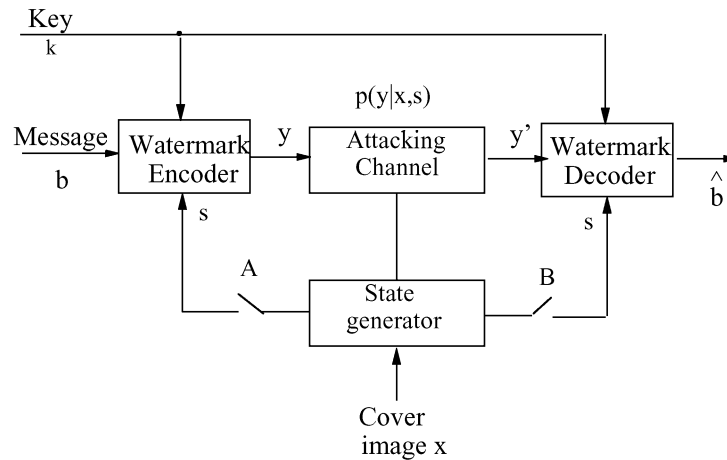 Key
k
p(y|x,s)
Message
b
Watermark
Encoder
y
Attacking
Channel
y’
Watermark
Decoder
^
b
s
s
A
B
State
generator
Cover
image x